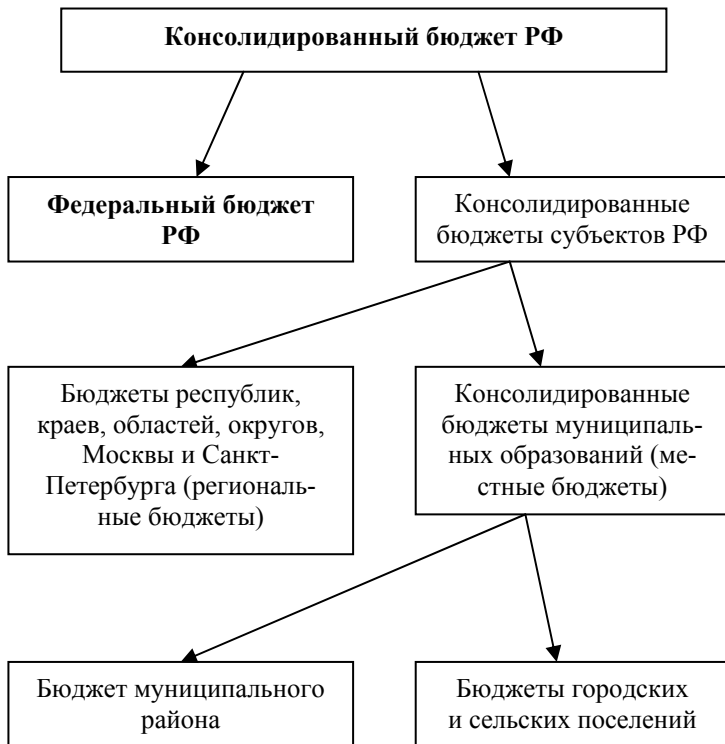 Консолидированный бюджет РФ
Федеральный бюджет
РФ
Консолидированные
бюджеты субъектов РФ
Бюджеты республик,
краев, областей, округов,
Москвы и Санкт-
Петербурга (региональ-
ные бюджеты)
Консолидированные
бюджеты муниципаль-
ных образований (ме-
стные бюджеты)
Бюджет муниципального
района
Бюджеты городских
и сельских поселений